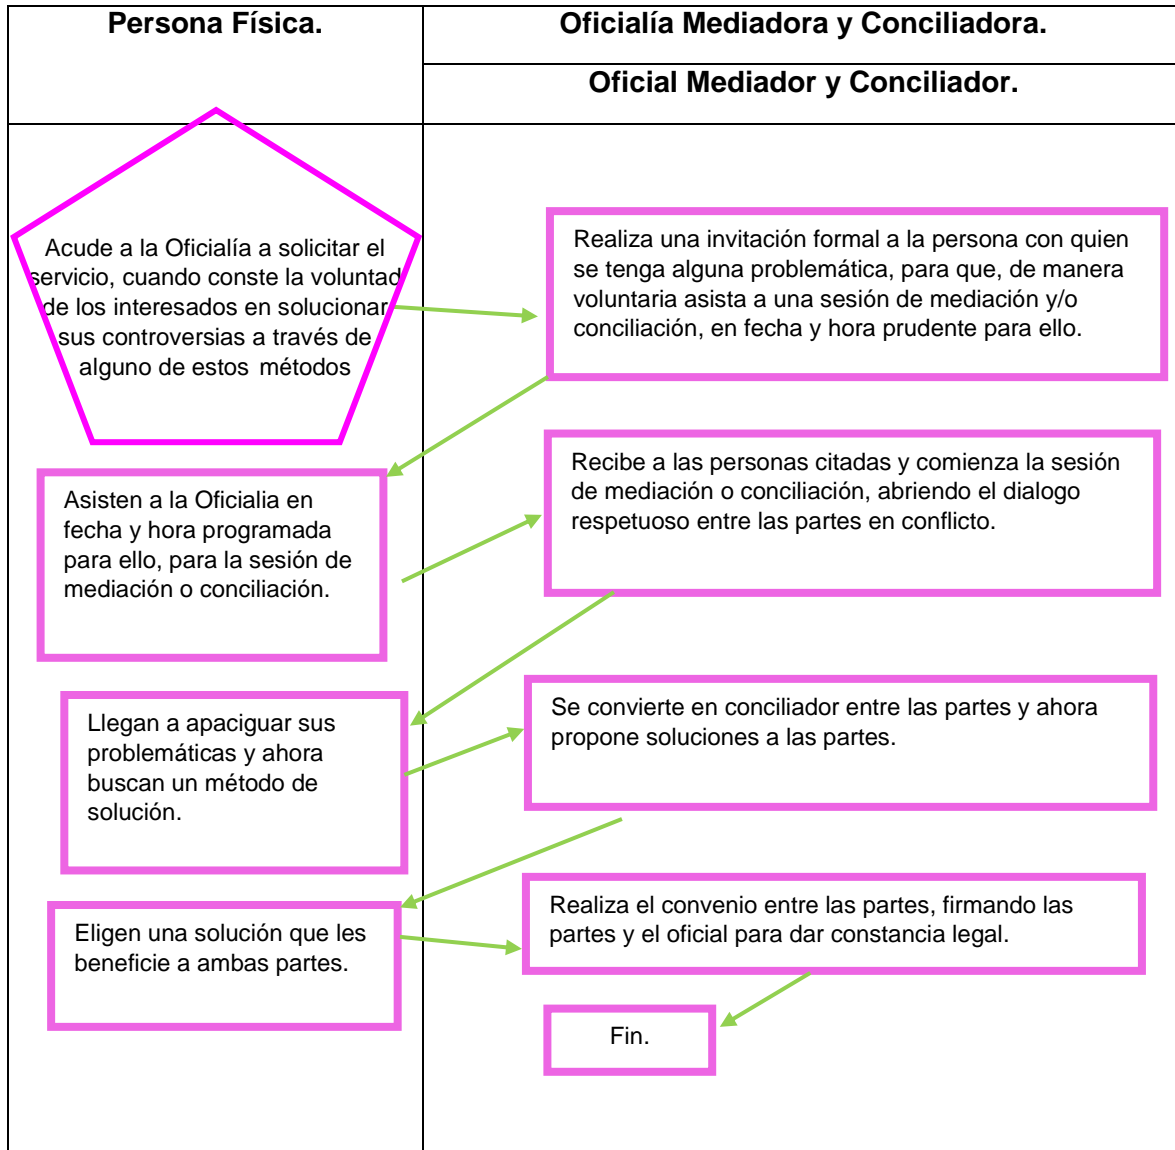 Persona Física.
Oficialía Mediadora y Conciliadora.
Oficial Mediador y Conciliador.
Acude a la Oficialía a solicitar el
servicio, cuando conste la voluntad
de los interesados en solucionar
sus controversias a través de
alguno de estos métodos
Realiza una invitación formal a la persona con quien
se tenga alguna problemática, para que, de manera
voluntaria asista a una sesión de mediación y/o
conciliación, en fecha y hora prudente para ello.
Asisten a la Oficialia en
fecha y hora programada
para ello, para la sesión de
mediación o conciliación.
Recibe a las personas citadas y comienza la sesión
de mediación o conciliación, abriendo el dialogo
respetuoso entre las partes en conflicto.
Llegan a apaciguar sus
problemáticas y ahora
buscan un método de
solución.
Se convierte en conciliador entre las partes y ahora
propone soluciones a las partes.
Eligen una solución que les
beneficie a ambas partes.
Realiza el convenio entre las partes, firmando las
partes y el oficial para dar constancia legal.
Fin.